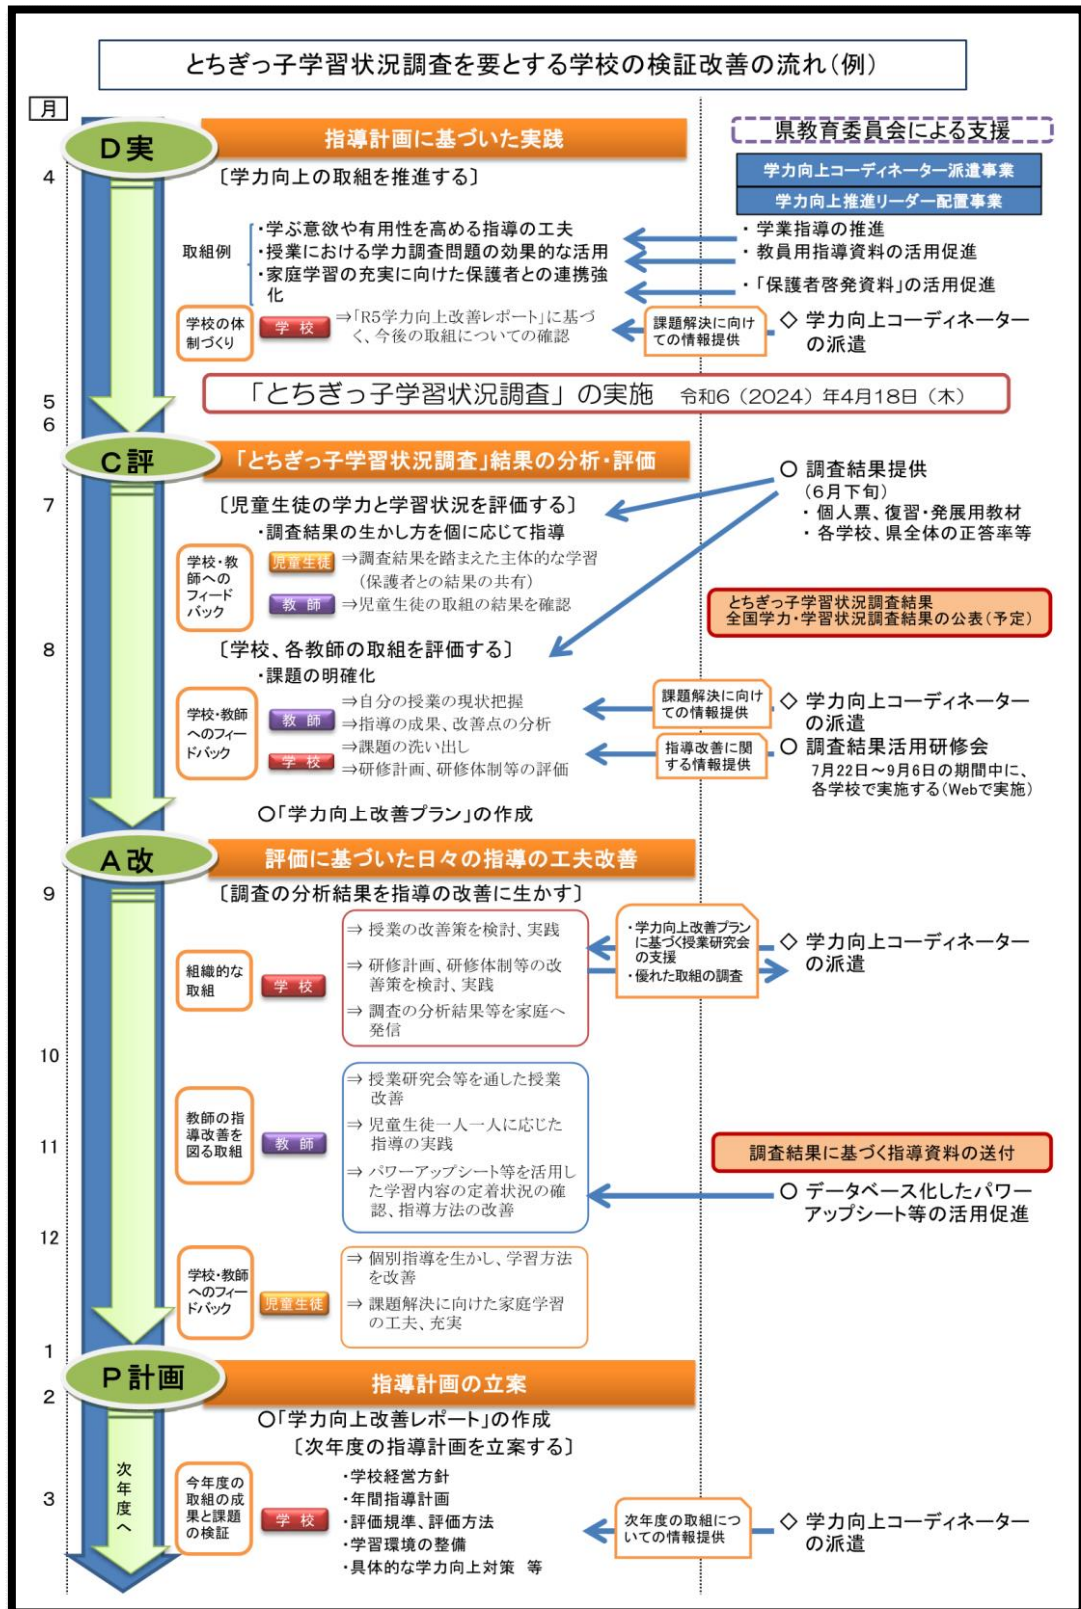 とちぎっ子学習状況調査を要とする学校の検証改善の流れ(例)
月
D実
指導計画に基づいた実践
県教育委員会による支援
4
〔学力向上の取組を推進する〕
学力向上コーディネーター派遣事業
学力向上推進リーダー配置事業
取組例
・学ぶ意欲や有用性を高める指導の工夫
・授業における学力調査問題の効果的な活用
・家庭学習の充実に向けた保護者との連携強
化
・学業指導の推進
・教員用指導資料の活用促進
・「保護者啓発資料」の活用促進
学校の体
制づくり
学 校
⇒「R5学力向上改善レポート」に基づ
く、今後の取組についての確認
課題解決に向け
ての情報提供
◇ 学力向上コーディネーター
の派遣
「とちぎっ子学習状況調査」の実施 令和6(2024)年4月18日(木)
5
6
C評
「とちぎっ子学習状況調査」結果の分析・評価
○ 調査結果提供
(6月下旬)
・個人票、復習・発展用教材
・各学校、県全体の正答率等
7
〔児童生徒の学力と学習状況を評価する〕
・調査結果の生かし方を個に応じて指導
学校・教
師への
フィード
バック
児童生徒
⇒調査結果を踏まえた主体的な学習
(保護者との結果の共有)
教 師
⇒児童生徒の取組の結果を確認
とちぎっ子学習状況調査結果
全国学力・学習状況調査結果の公表(予定)
8
〔学校、各教師の取組を評価する〕
・課題の明確化
学校・教師
へのフィー
ドバック
教 師
⇒自分の授業の現状把握
⇒指導の成果、改善点の分析
学 校
⇒課題の洗い出し
⇒研修計画、研修体制等の評価
課題解決に向け
ての情報提供
◇ 学力向上コーディネーター
の派遣
指導改善に関
する情報提供
○ 調査結果活用研修会
7月22日~9月6日の期間中に、
各学校で実施する(Webで実施)
○「学力向上改善プラン」の作成
A改
評価に基づいた日々の指導の工夫改善
9
〔調査の分析結果を指導の改善に生かす〕
組織的な
取組
学 校
⇒ 授業の改善策を検討、実践
⇒ 研修計画、研修体制等の改
善策を検討、実践
⇒ 調査の分析結果等を家庭へ
発信
・学力向上改善プラン
に基づく授業研究会
の支援
・優れた取組の調査
◇ 学力向上コーディネーター
の派遣
10
11
教師の指
導改善を
図る取組
教 師
⇒ 授業研究会等を通した授業
改善
⇒ 児童生徒一人一人に応じた
指導の実践
⇒ パワーアップシート等を活用し
た学習内容の定着状況の確
認、指導方法の改善
調査結果に基づく指導資料の送付
○ データベース化したパワー
アップシート等の活用促進
12
学校・教師
へのフィー
ドバック
児童生徒
⇒ 個別指導を生かし、学習方法
を改善
⇒ 課題解決に向けた家庭学習
の工夫、充実
1
P計画
指導計画の立案
2
○「学力向上改善レポート」の作成
〔次年度の指導計画を立案する〕
次年度へ
3
今年度の
取組の成
果と課題
の検証
学 校
・学校経営方針
・年間指導計画
・評価規準、評価方法
・学習環境の整備
・具体的な学力向上対策 等
次年度の取組につ
いての情報提供
◇ 学力向上コーディネーター
の派遣